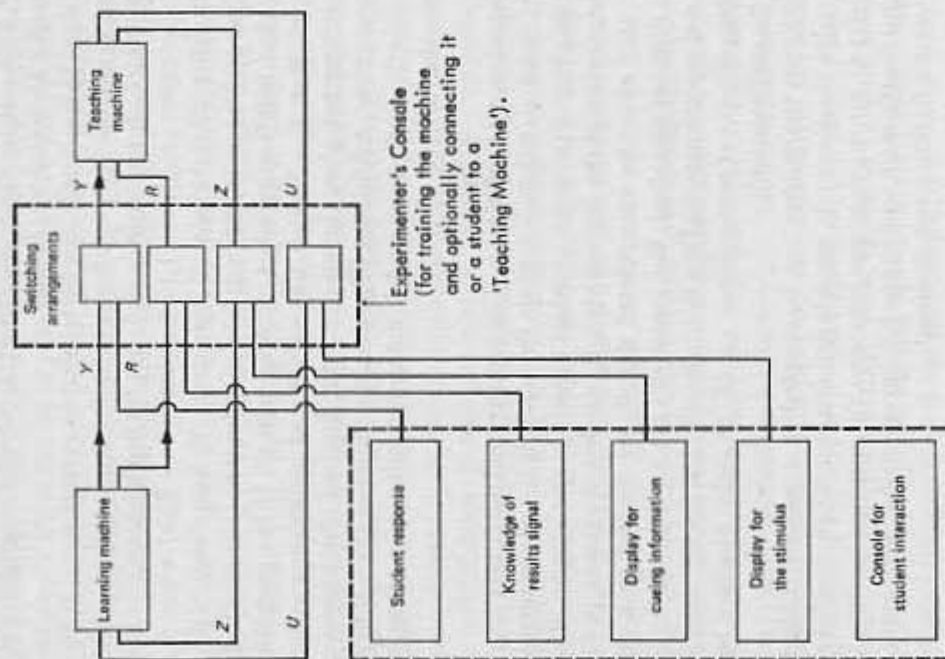 Learning machine
Y
R
Z
U
Switching
arrangements
Y
R
Z
U
Teaching
machine
Experimenter's Console
(for training the machine
and optionally connecting it
or a student to a
'Teaching Machine').
Student response
Knowledge of
results signal
Display for
cueing information
Display for
the stimulus
Console for
student interaction